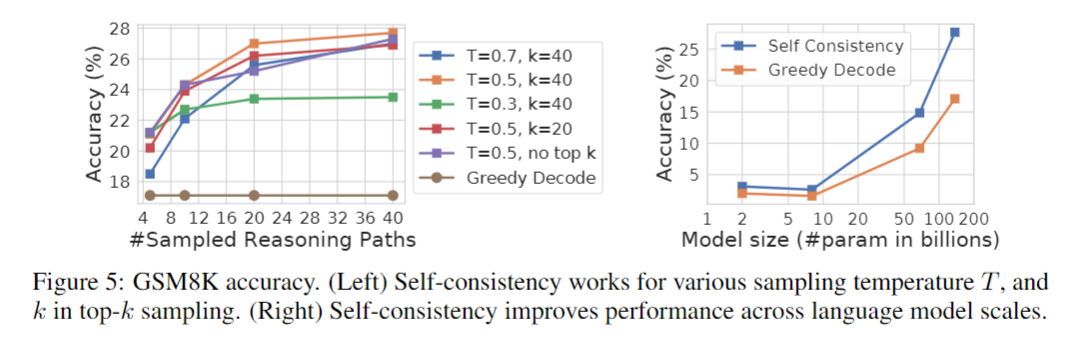 28
26
24
22
20
18
Accuracy (%)
4 8 12 16 20 24 28 32 36 40
#Sampled Reasoning Paths
T=0.7, k=40
T=0.5, k=40
T=0.3, k=40
T=0.5, k=20
T=0.5, no top k
Greedy Decode
25
20
15
10
5
Accuracy (%)
Self Consistency
Greedy Decode
1 2 5 10 20 50 100 200
Model size (#param in billions)
Figure 5: GSM8K accuracy. (Left) Self-consistency works for various sampling temperature T, and
k in top-k sampling. (Right) Self-consistency improves performance across language model scales.